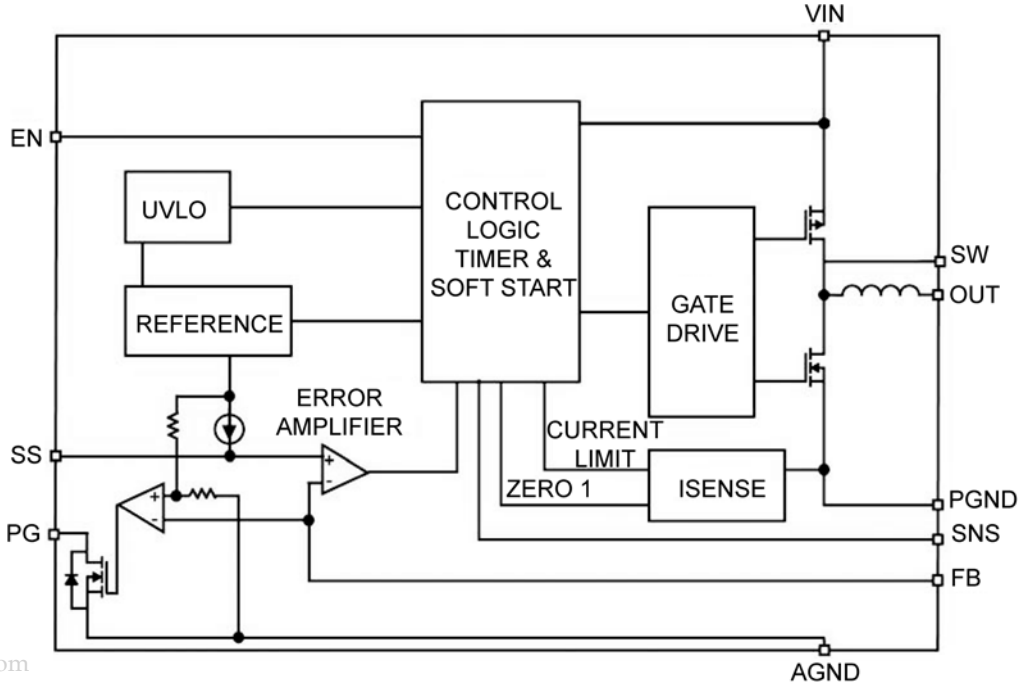 VIN
EN
UVLO
CONTROL
LOGIC
TIMER &
SOFT START
SW
OUT
REFERENCE
GATE
DRIVE
ERROR
AMPLIFIER
CURRENT
LIMIT
SS
+
-
ZERO 1
ISENSE
+
-
PGND
PG
SNS
FB
om
AGND